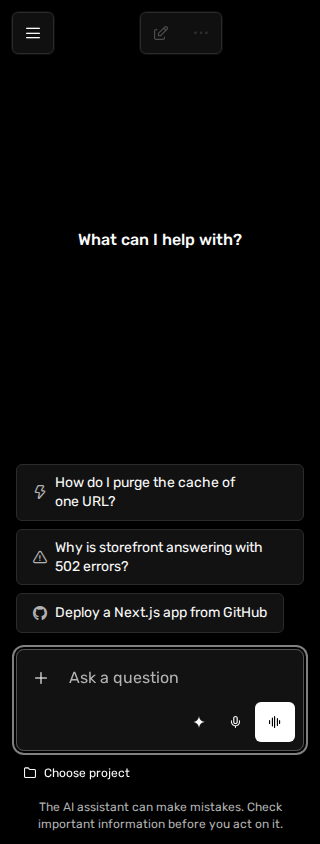 What can I help with?
How do I purge the cache of
one URL?
Why is storefront answering with
502 errors?
Deploy a Next.js app from GitHub
Ask a question
Choose project
The AI assistant can make mistakes. Check
important information before you act on it.